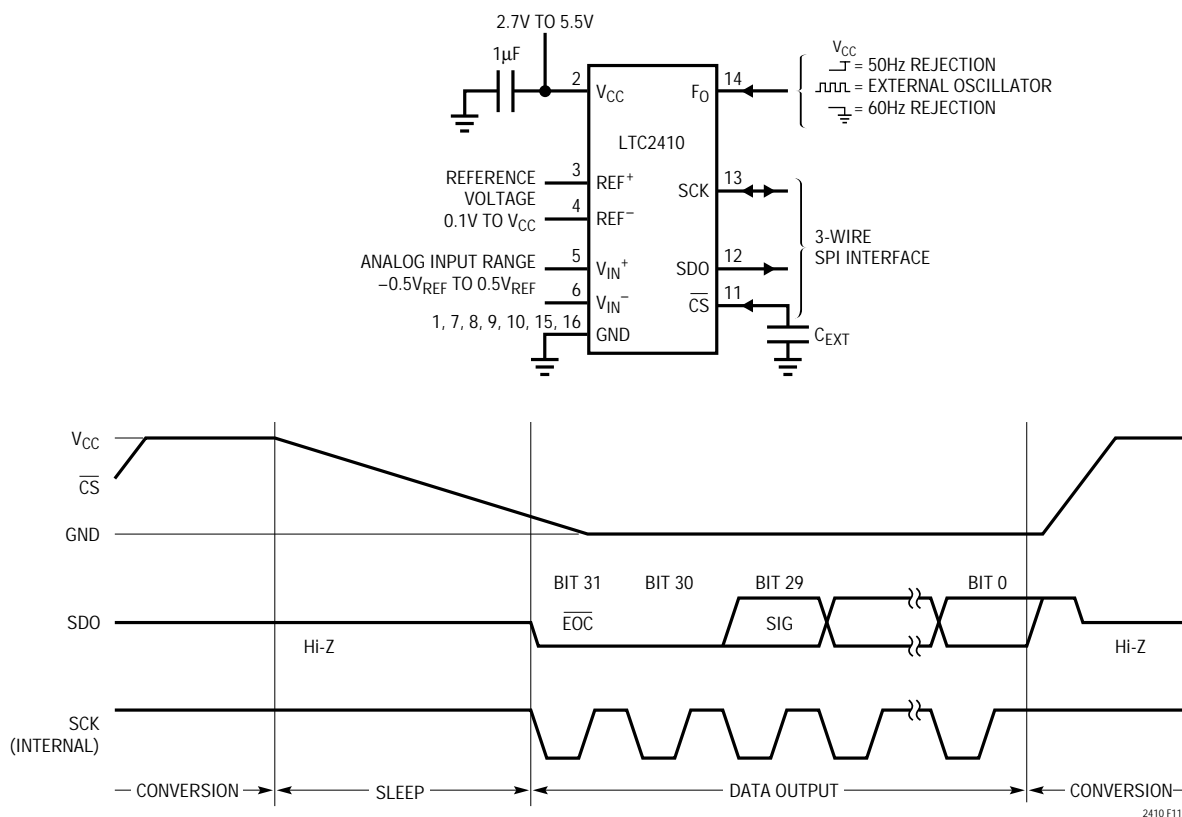 2.7V TO 5.5V
1µF
2
VCC
14
FO
VCC
= 50Hz REJECTION
= EXTERNAL OSCILLATOR
= 60Hz REJECTION
LTC2410
REFERENCE
VOLTAGE
0.1V TO VCC
3
REF+
4
REF−
13
SCK
3-WIRE
SPI INTERFACE
ANALOG INPUT RANGE
−0.5VREF TO 0.5VREF
5
VIN+
6
VIN−
12
SDO
11
CS
1, 7, 8, 9, 10, 15, 16
GND
CEXT
VCC
CS
GND
BIT 31 BIT 30 BIT 29 BIT 0
SDO
EOC SIG
Hi-Z Hi-Z
SCK
(INTERNAL)
CONVERSION SLEEP DATA OUTPUT CONVERSION
2410 F11